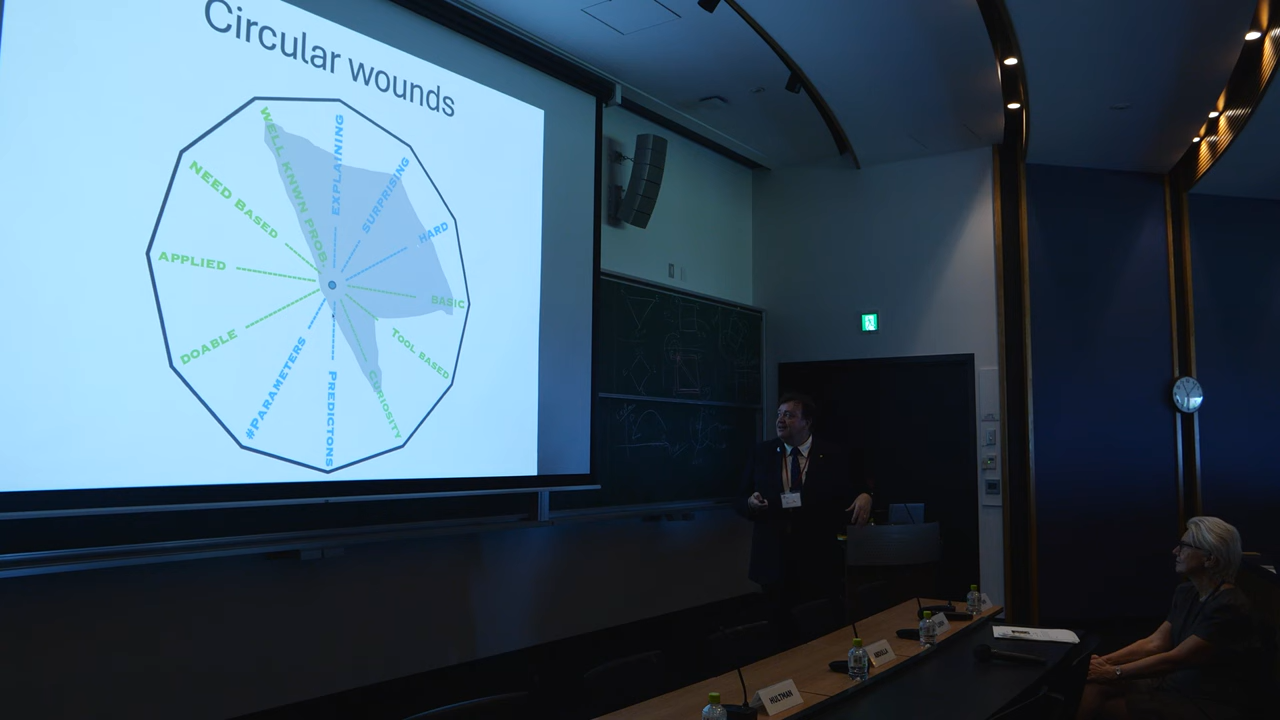 Circular wounds
WELL KNWN PROB.
EXPLAINING
SURPRISING
HARD
BASIC
TOOL BASED
CURIOSITY
PREDICTONS
#PARAMETERS
DOABLE
APPLIED
NEED BASED
HULTMAN
ABDULLA